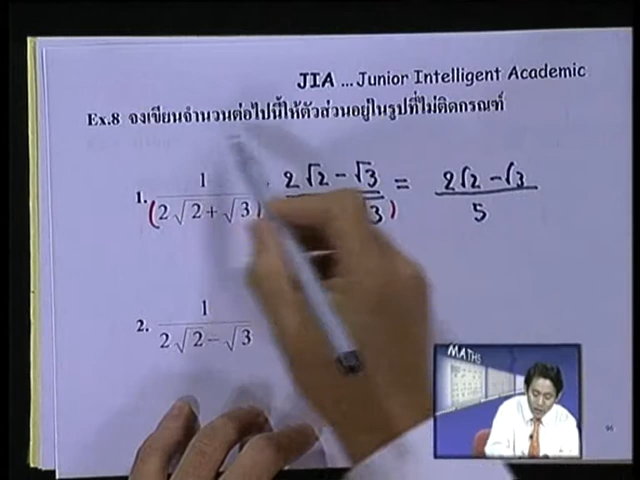 JIA ... Junior Intelligent Academic
Ex.8 จงเขียนจำนวนต่อไปนี้ให้ตัวส่วนอยู่ในรูปที่ไม่ติดกรณฑ์
1. 1 / (2√2 + √3) · 2√2 − √3 / 3) = 2√2 − √3 / 5
2. 1 / 2√2 − √3
MATHS